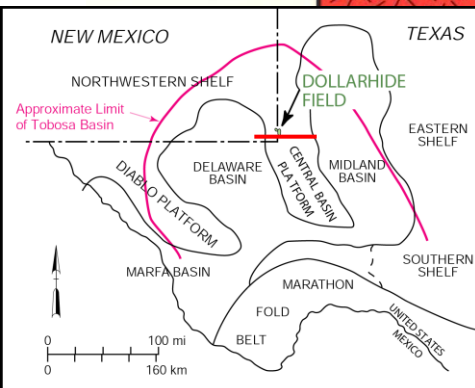 NEW MEXICO
TEXAS
NORTHWESTERN SHELF
DOLLARHIDE
FIELD
Approximate Limit
of Tobosa Basin
EASTERN
SHELF
DELAWARE
BASIN
CENTRAL BASIN
PLATFORM
MIDLAND
BASIN
DIABLO PLATFORM
MARFA BASIN
SOUTHERN
SHELF
MARATHON
FOLD
BELT
UNITED STATES
MEXICO
0 100 mi
0 160 km